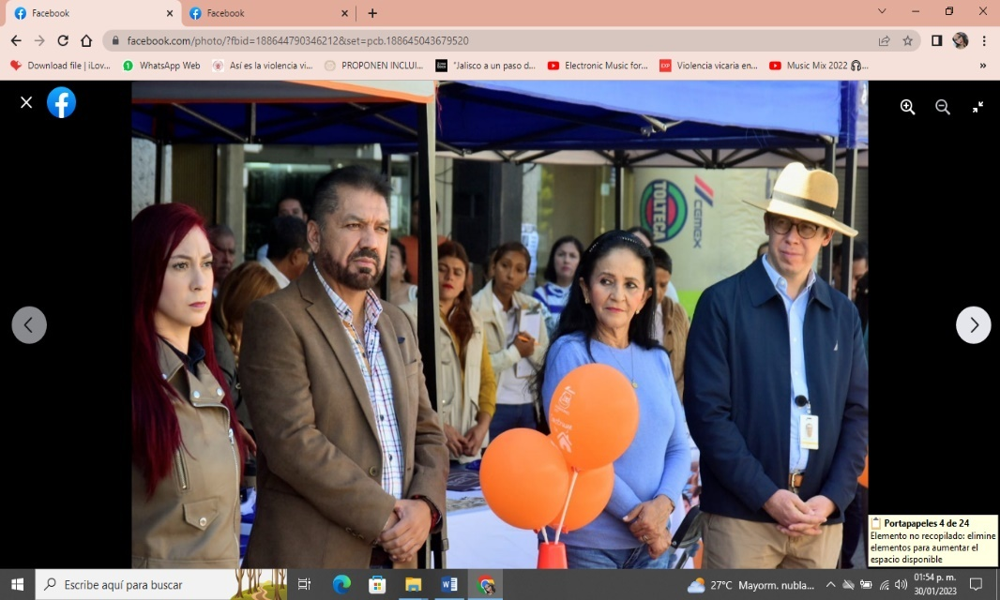 Facebook
Facebook
facebook.com/photo/?fbid=188644790346212&set=pcb.188645043679520
Download file | iLov...
WhatsApp Web
Así es la violencia vi...
PROPONEN INCLUI...
"Jalisco a un paso d...
Electronic Music for...
Violencia vicaria en...
Music Mix 2022 🎧...
»
TOLTECA
CEMEX
Portapapeles 4 de 24
Elemento no recopilado: elimine
elementos para aumentar el
espacio disponible
Escribe aquí para buscar
27°C Mayorm. nubla...
01:54 p. m.
30/01/2023